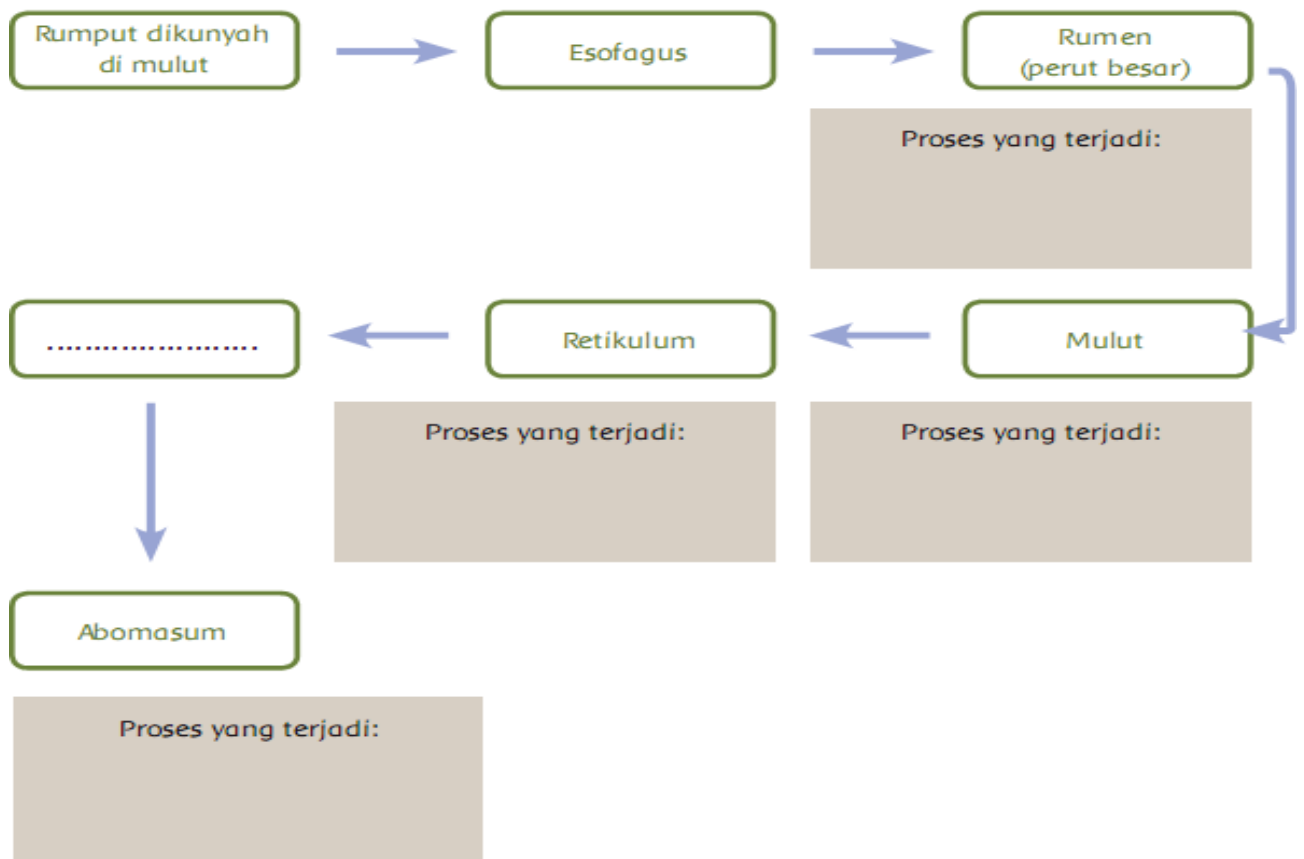 Rumput dikunyah
di mulut
Esofagus
Rumen
(perut besar)
Proses yang terjadi:
.....................
Retikulum
Mulut
Proses yang terjadi:
Proses yang terjadi:
Abomasum
Proses yang terjadi: